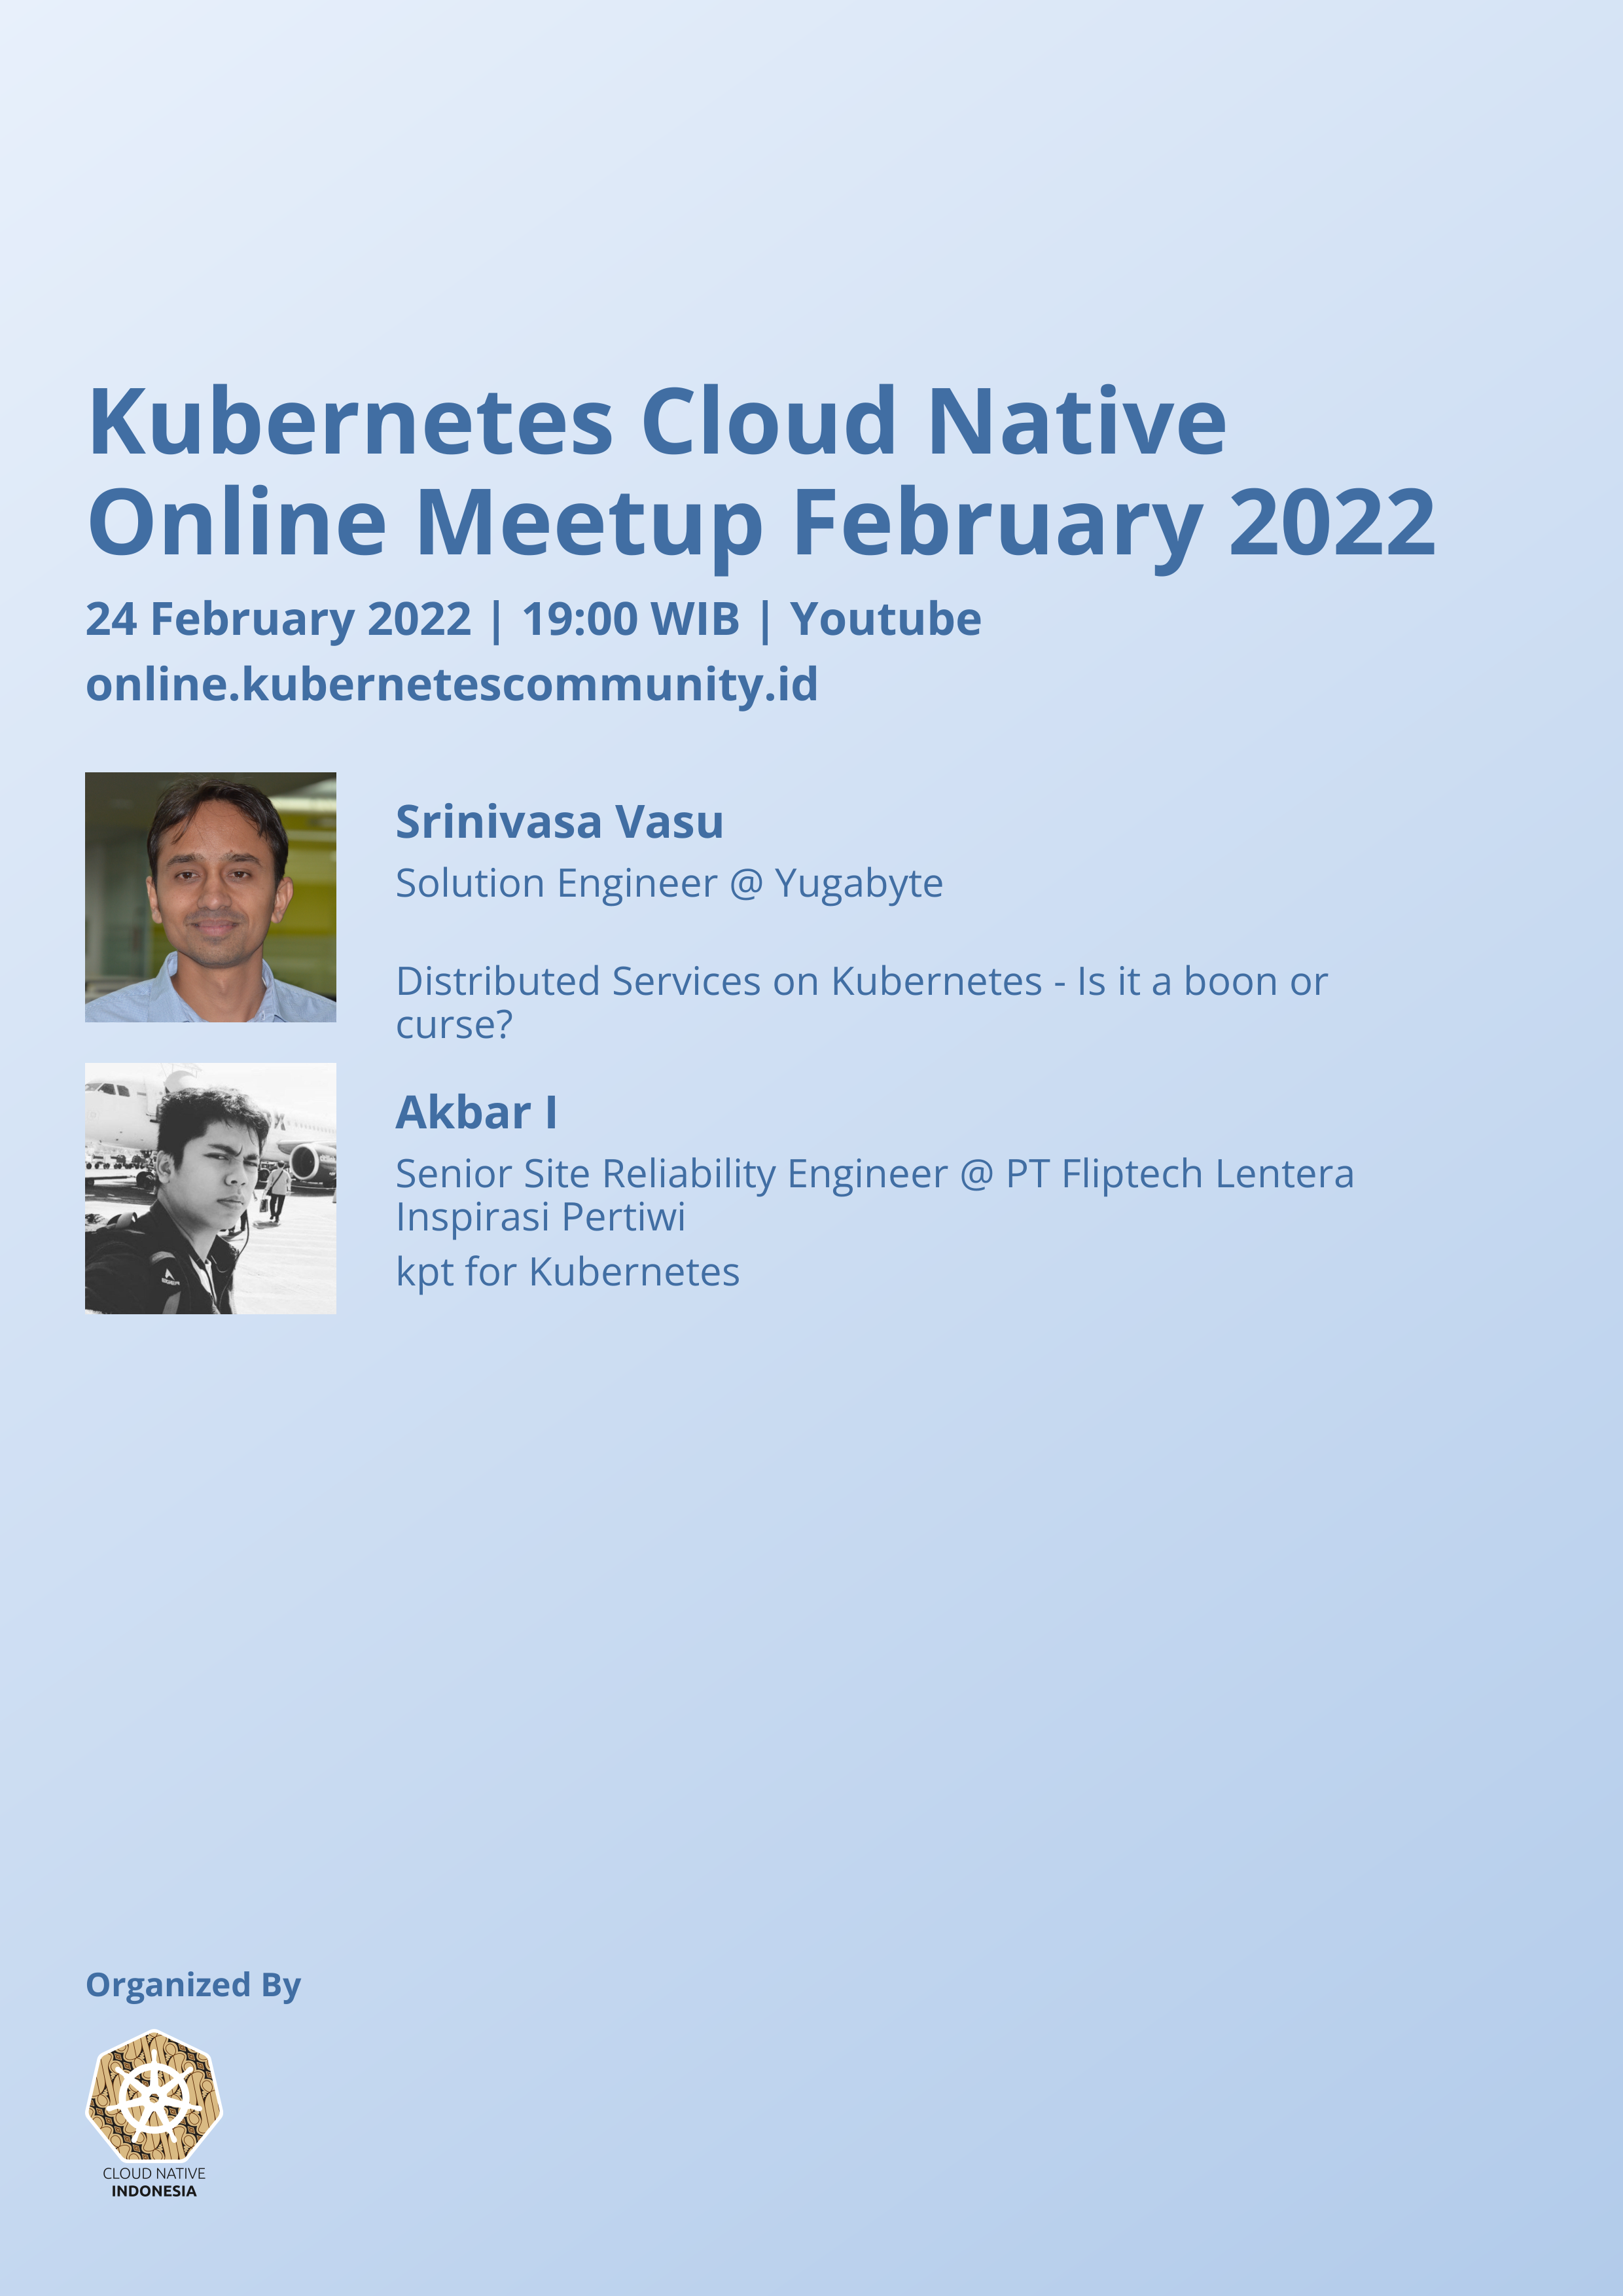 Kubernetes Cloud Native
Online Meetup February 2022
24 February 2022 | 19:00 WIB | Youtube
online.kubernetescommunity.id
Srinivasa Vasu
Solution Engineer @ Yugabyte
Distributed Services on Kubernetes - Is it a boon or
curse?
Akbar I
Senior Site Reliability Engineer @ PT Fliptech Lentera
Inspirasi Pertiwi
kpt for Kubernetes
Organized By
CLOUD NATIVE
INDONESIA